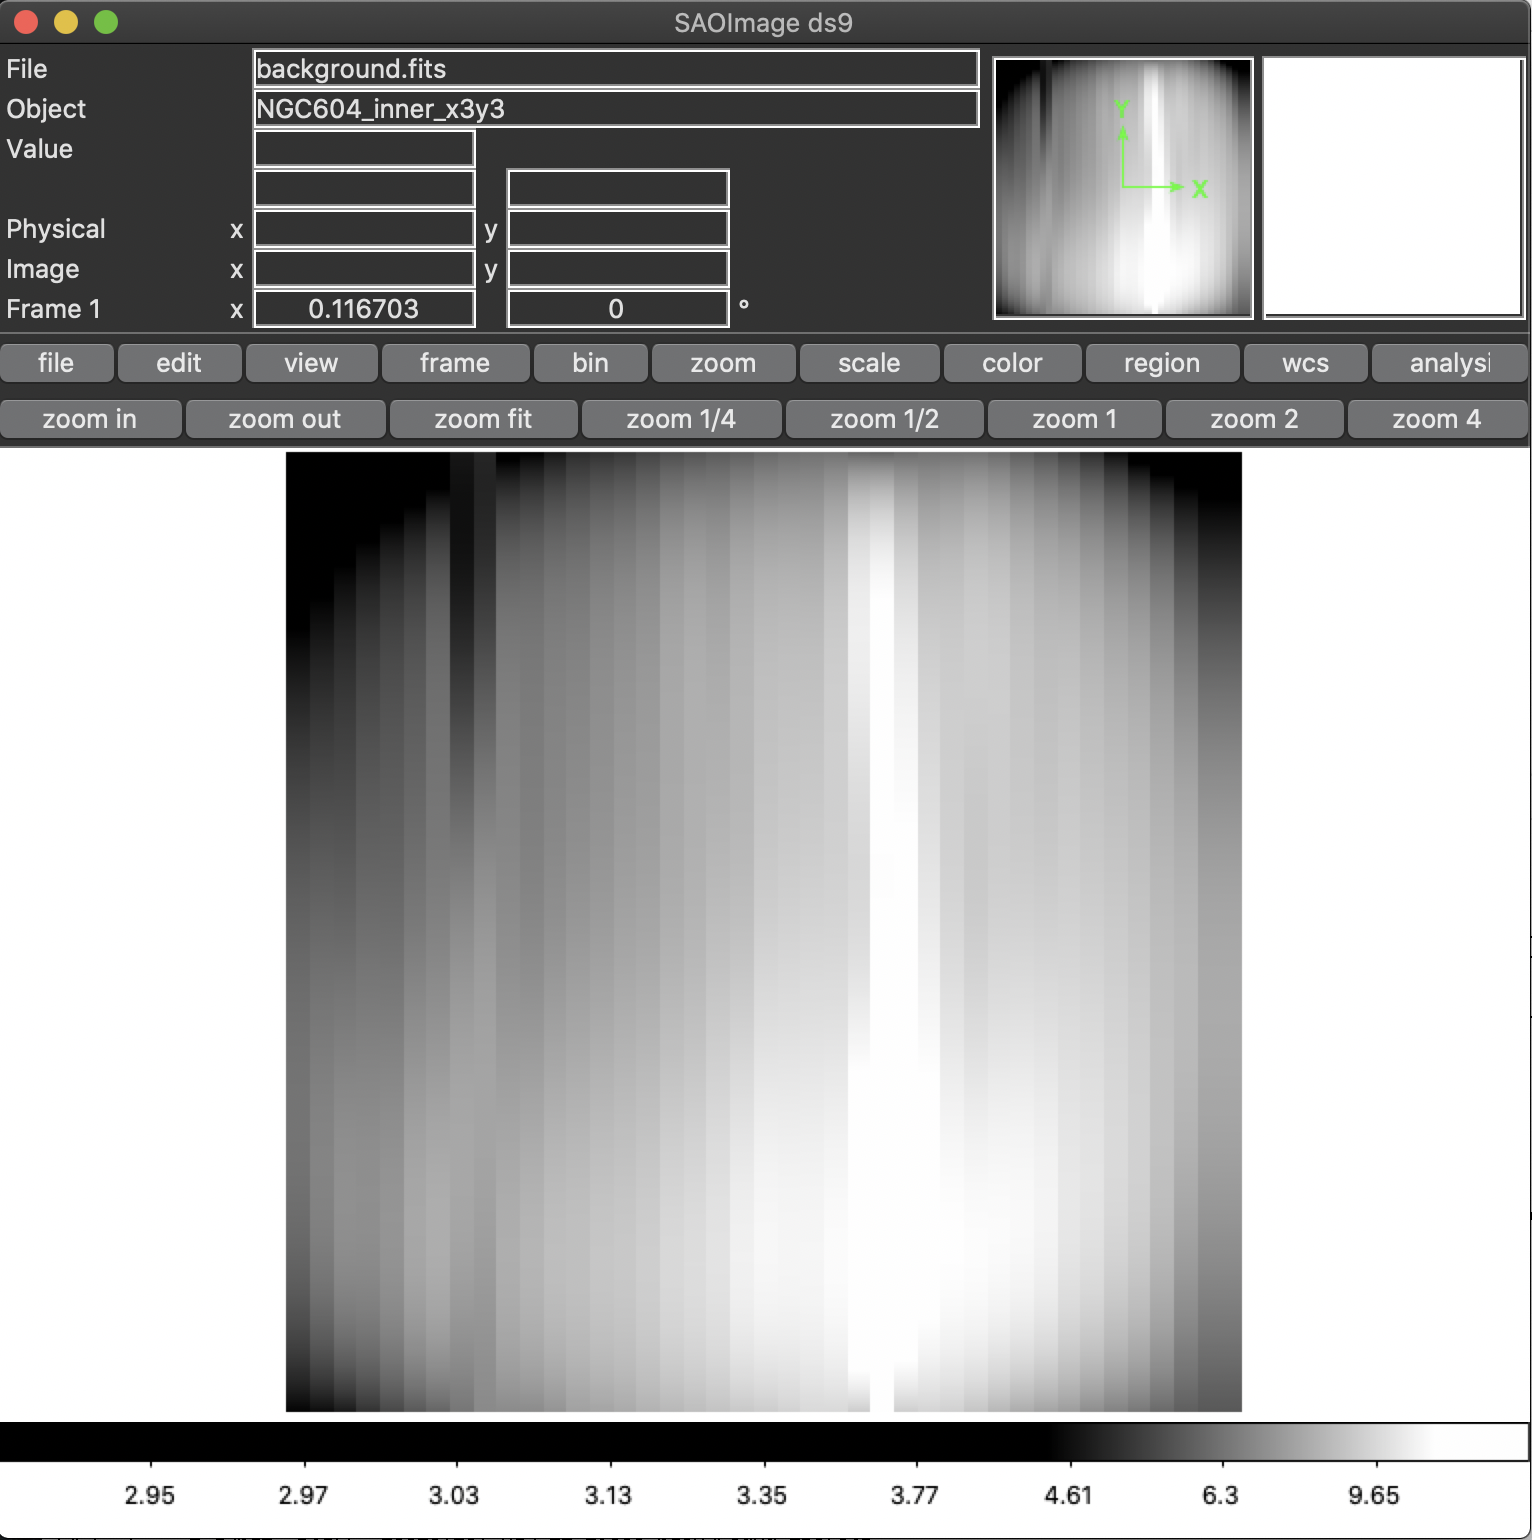 SAOImage ds9
File background.fits
Object NGC604_inner_x3y3
Value
Physical x y
Image x y
Frame 1 x 0.116703 0 °
Y
X
file edit view frame bin zoom scale color region wcs analysi
zoom in zoom out zoom fit zoom 1/4 zoom 1/2 zoom 1 zoom 2 zoom 4
2.95 2.97 3.03 3.13 3.35 3.77 4.61 6.3 9.65